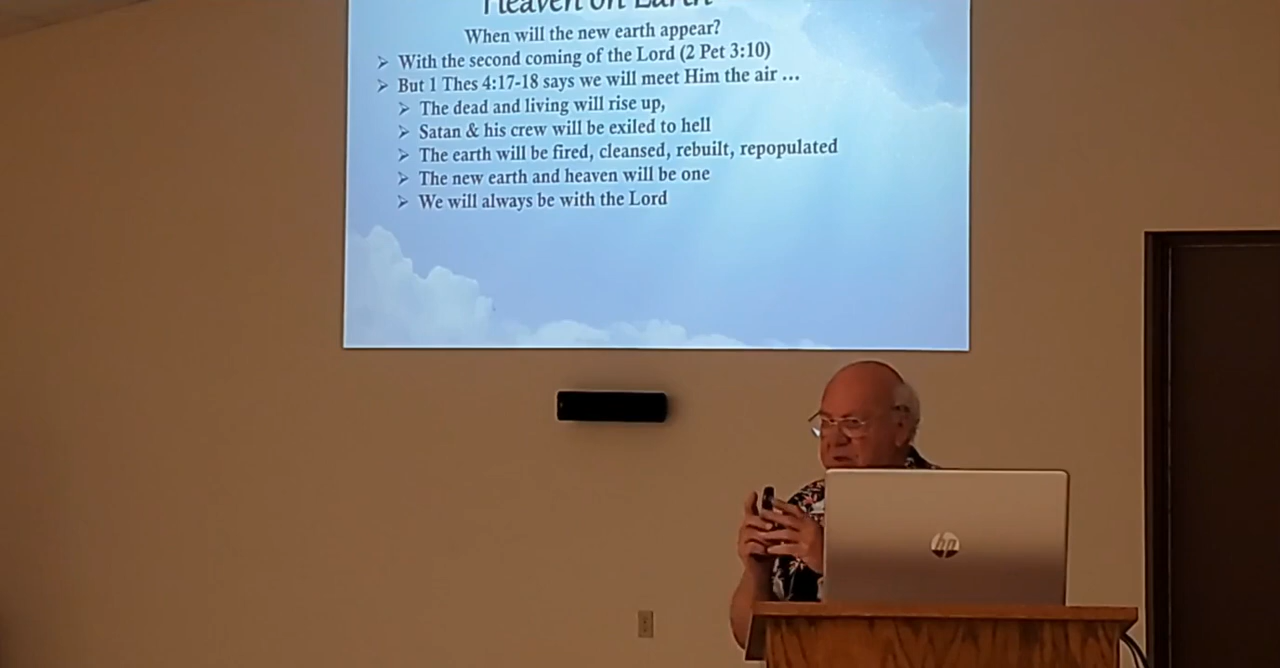 Heaven on Earth
When will the new earth appear?
➢ With the second coming of the Lord (2 Pet 3:10)
➢ But 1 Thes 4:17-18 says we will meet Him the air ...
➢ The dead and living will rise up,
➢ Satan & his crew will be exiled to hell
➢ The earth will be fired, cleansed, rebuilt, repopulated
➢ The new earth and heaven will be one
➢ We will always be with the Lord
hp